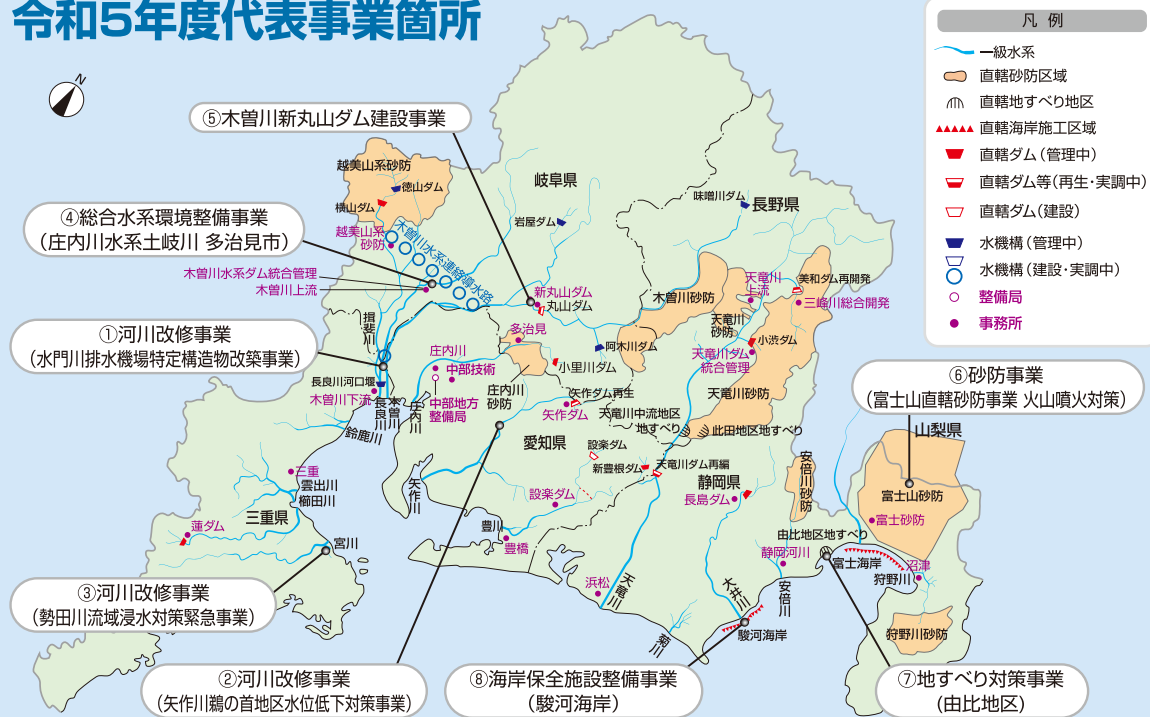 令和5年度代表事業箇所
N
凡 例
一級水系
直轄砂防区域
直轄地すべり地区
直轄海岸施工区域
直轄ダム(管理中)
直轄ダム等(再生・実調中)
直轄ダム(建設)
水機構(管理中)
水機構(建設・実調中)
整備局
事務所
⑤木曽川新丸山ダム建設事業
④総合水系環境整備事業
(庄内川水系土岐川 多治見市)
①河川改修事業
(水門川排水機場特定構造物改築事業)
③河川改修事業
(勢田川流域浸水対策緊急事業)
②河川改修事業
(矢作川鵜の首地区水位低下対策事業)
⑧海岸保全施設整備事業
(駿河海岸)
⑦地すべり対策事業
(由比地区)
⑥砂防事業
(富士山直轄砂防事業 火山噴火対策)
越美山系砂防
徳山ダム
横山ダム
越美山系
砂防
木曽川水系連絡導水路
木曽川水系ダム統合管理
木曽川上流
岐阜県
岩屋ダム
味噌川ダム
長野県
新丸山ダム
丸山ダム
木曽川砂防
天竜川
上流
美和ダム再開発
三峰川総合開発
天竜川
砂防
小渋ダム
天竜川ダム
統合管理
天竜川砂防
揖斐川
多治見
阿木川ダム
小里川ダム
庄内川
中部技術
中部地方
整備局
庄内川
砂防
長良川河口堰
木曽川下流
長良川
木曽川
庄内川
鈴鹿川
矢作ダム再生
矢作ダム
天竜川中流地区
地すべり
此田地区地すべり
愛知県
設楽ダム
新豊根ダム
天竜川ダム再編
設楽ダム
静岡県
長島ダム
安倍川砂防
山梨県
富士山砂防
富士砂防
由比地区地すべり
富士海岸
沼津
狩野川
狩野川砂防
静岡河川
三重
雲出川
櫛田川
三重県
蓮ダム
宮川
矢作川
豊川
豊橋
浜松
天竜川
菊川
大井川
安倍川
駿河海岸